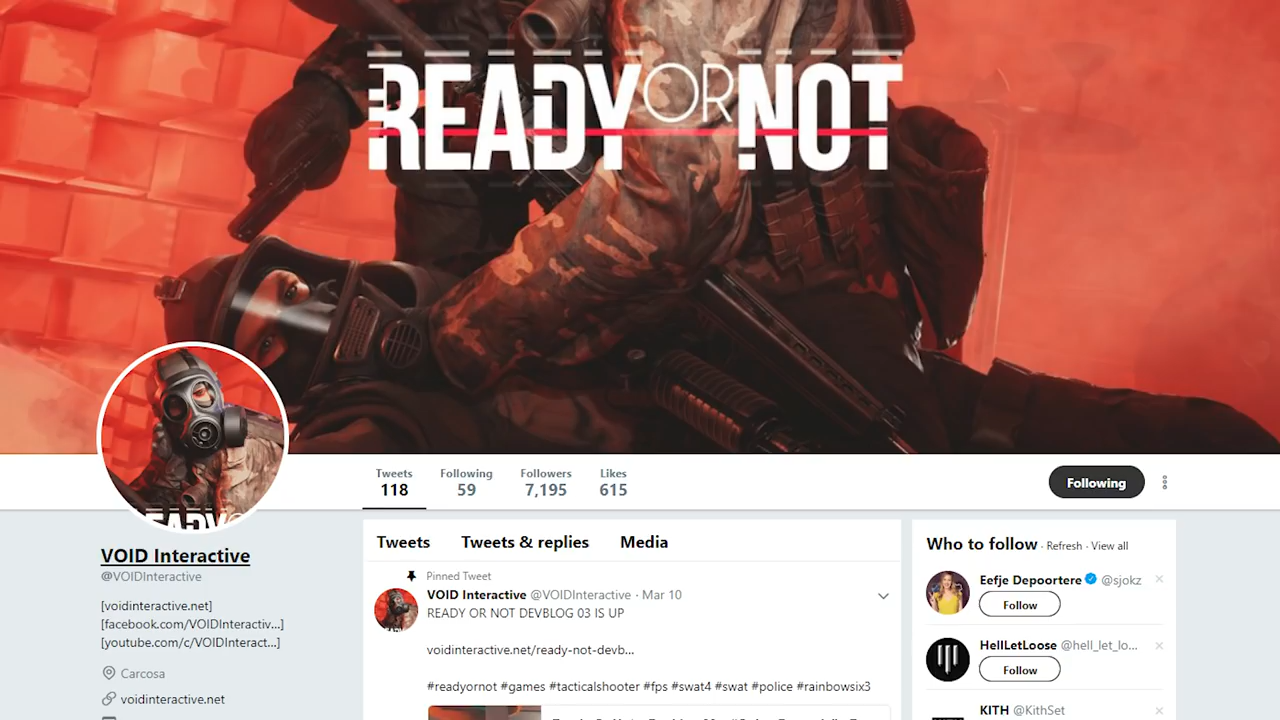 READY OR NOT
Tweets
118
Following
59
Followers
7,195
Likes
615
Following
VOID Interactive
@VOIDInteractive
[voidinteractive.net]
[facebook.com/VOIDInteractiv...]
[youtube.com/c/VOIDInteract...]
Carcosa
voidinteractive.net
Tweets
Tweets & replies
Media
Pinned Tweet
VOID Interactive @VOIDInteractive · Mar 10
READY OR NOT DEVBLOG 03 IS UP
voidinteractive.net/ready-not-devb...
#readyornot #games #tacticalshooter #fps #swat4 #swat #police #rainbowsix3
Who to follow · Refresh · View all
Eefje Depoortere @sjokz
Follow
HellLetLoose @hell_let_lo...
Follow
KITH @KithSet